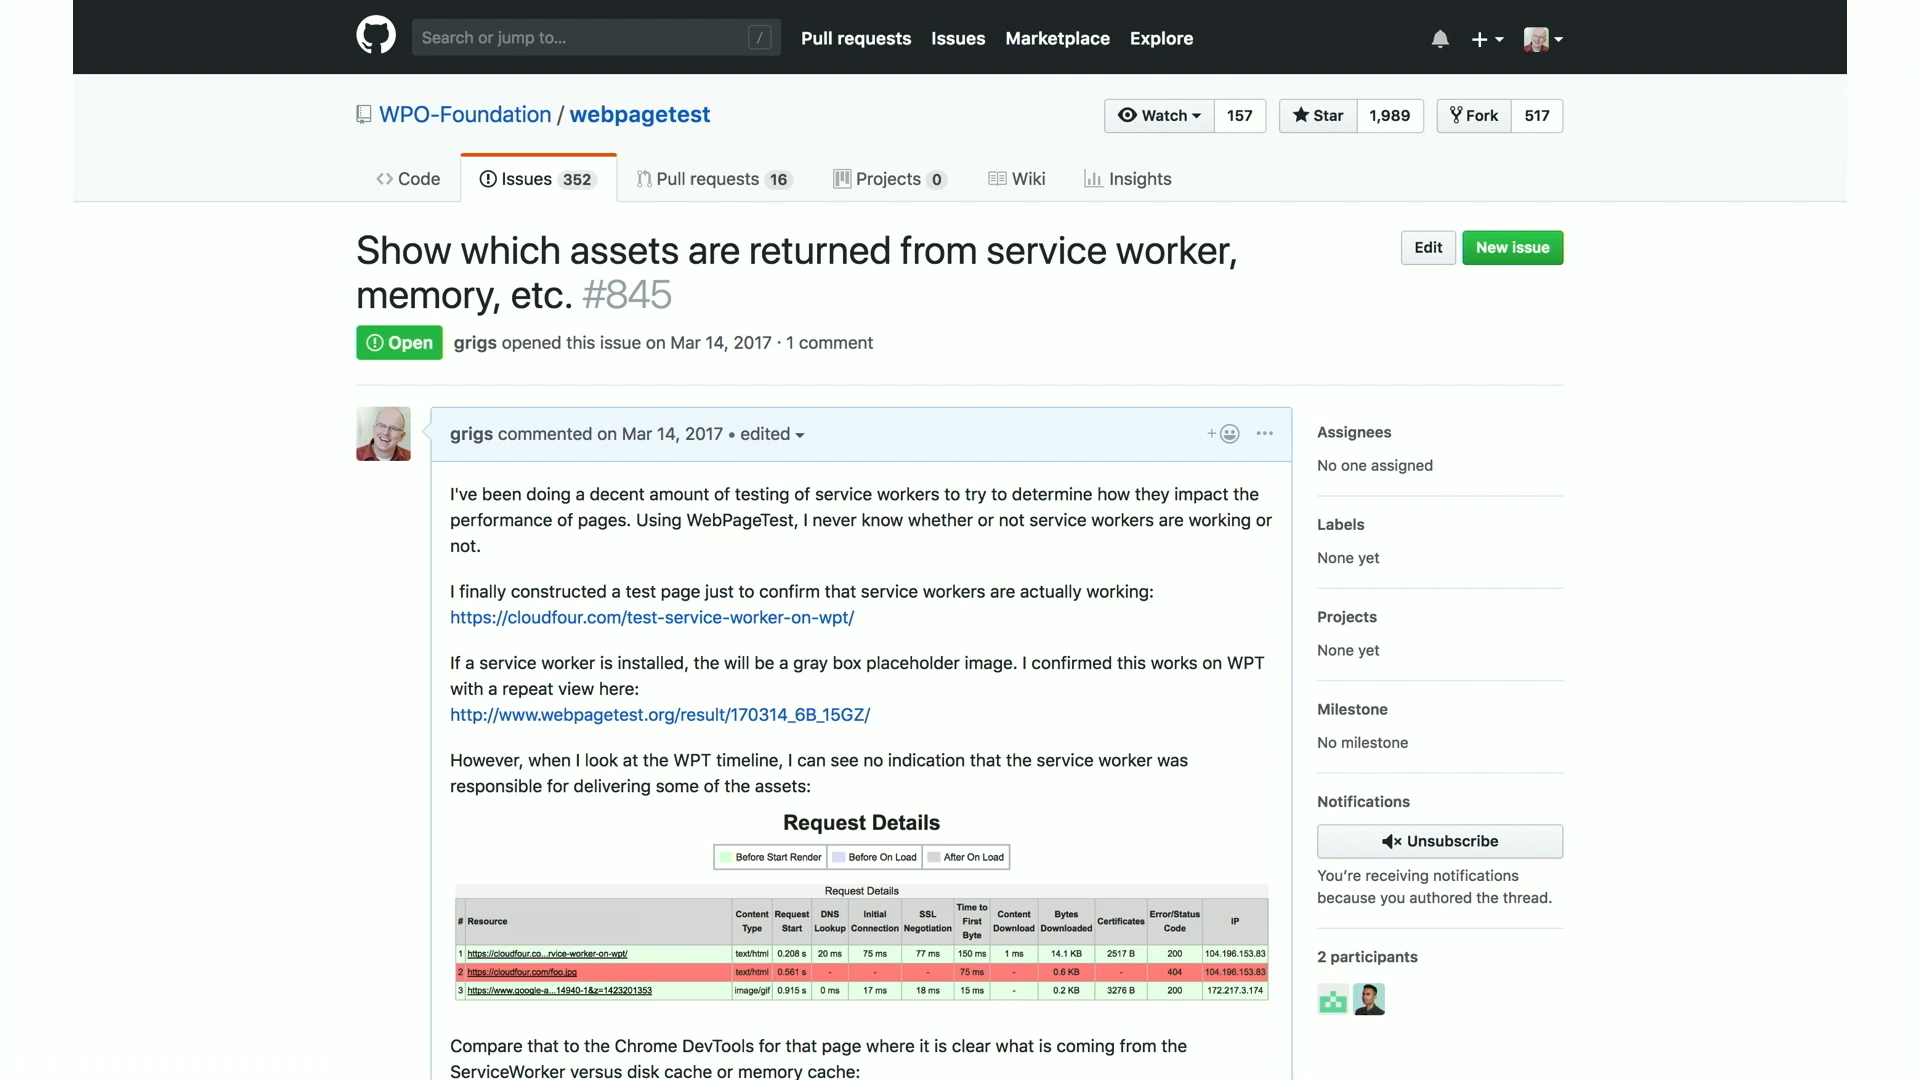 Search or jump to... /
Pull requests Issues Marketplace Explore
WPO-Foundation / webpagetest
Watch 157 Star 1,989 Fork 517
Code Issues 352 Pull requests 16 Projects 0 Wiki Insights
Show which assets are returned from service worker,
memory, etc. #845
Edit New issue
Open grigs opened this issue on Mar 14, 2017 · 1 comment
grigs commented on Mar 14, 2017 • edited
I've been doing a decent amount of testing of service workers to try to determine how they impact the
performance of pages. Using WebPageTest, I never know whether or not service workers are working or
not.
I finally constructed a test page just to confirm that service workers are actually working:
https://cloudfour.com/test-service-worker-on-wpt/
If a service worker is installed, the will be a gray box placeholder image. I confirmed this works on WPT
with a repeat view here:
http://www.webpagetest.org/result/170314_6B_15GZ/
However, when I look at the WPT timeline, I can see no indication that the service worker was
responsible for delivering some of the assets:
Request Details
Before Start Render Before On Load After On Load
Request Details
# Resource Content Type Request Start DNS Lookup Initial Connection SSL Negotiation Time to First Byte Content Download Bytes Downloaded Certificates Error/Status Code IP
1 https://cloudfour.co...rvice-worker-on-wpt/ text/html 0.208 s 20 ms 75 ms 77 ms 150 ms 1 ms 14.1 KB 2517 B 200 104.196.153.83
2 https://cloudfour.com/foo.jpg text/html 0.561 s - - - 75 ms - 0.6 KB - 404 104.196.153.83
3 https://www.google-a...14940-1&z=1423201353 image/gif 0.915 s 0 ms 17 ms 18 ms 15 ms - 0.2 KB 3276 B 200 172.217.3.174
Compare that to the Chrome DevTools for that page where it is clear what is coming from the
ServiceWorker versus disk cache or memory cache:
Assignees
No one assigned
Labels
None yet
Projects
None yet
Milestone
No milestone
Notifications
Unsubscribe
You're receiving notifications
because you authored the thread.
2 participants